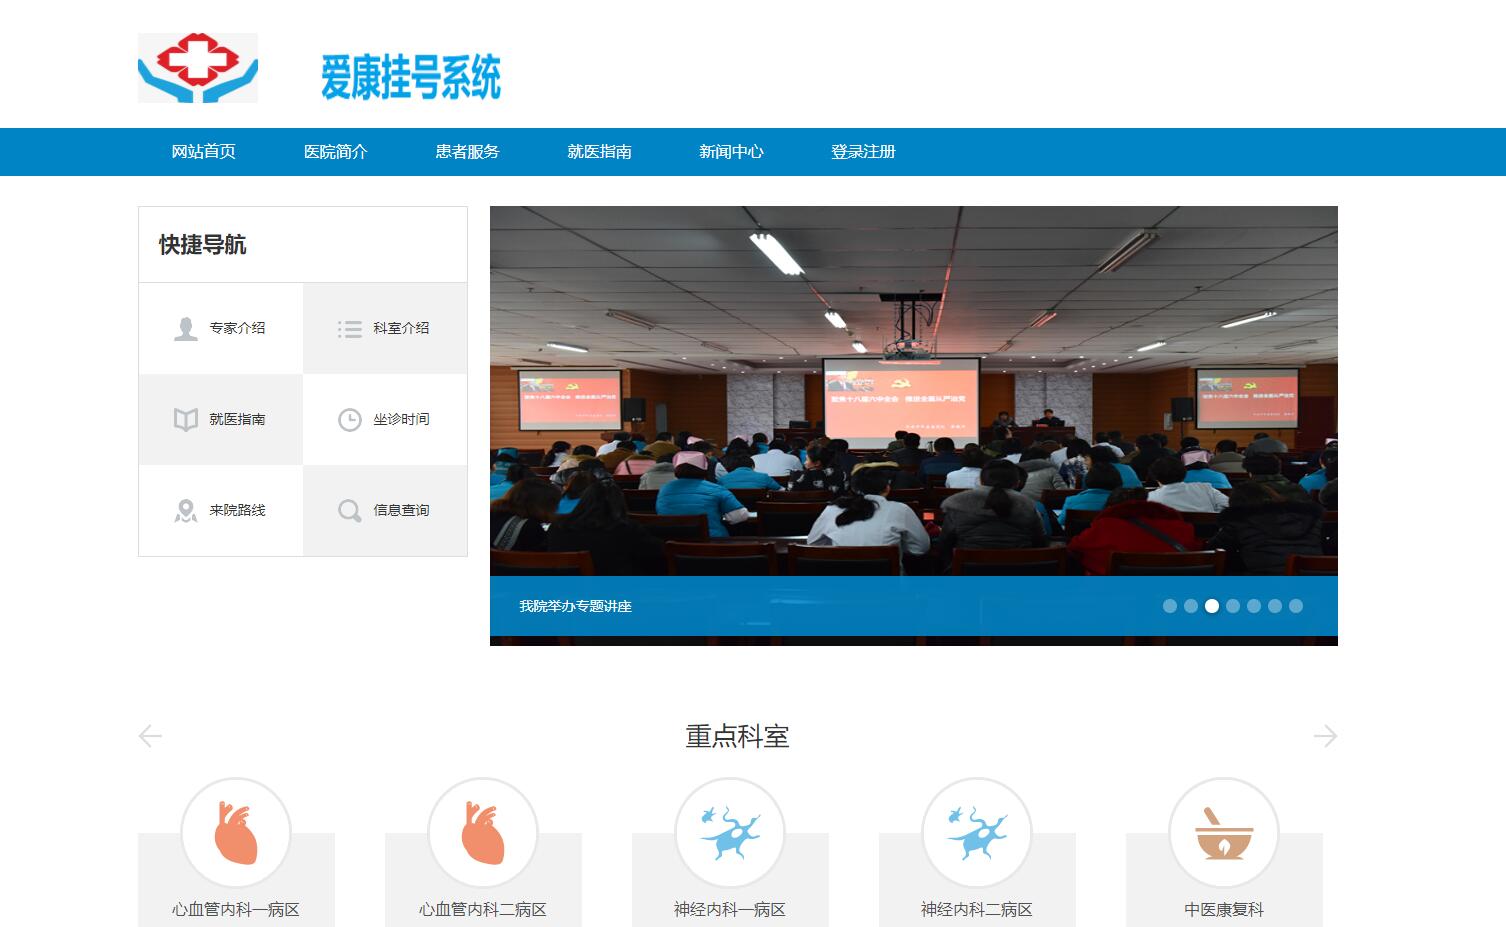 爱康挂号系统
网站首页
医院简介
患者服务
就医指南
新闻中心
登录注册
快捷导航
专家介绍
科室介绍
就医指南
坐诊时间
来院路线
信息查询
我院举办专题讲座
重点科室
心血管内科一病区
心血管内科二病区
神经内科一病区
神经内科二病区
中医康复科